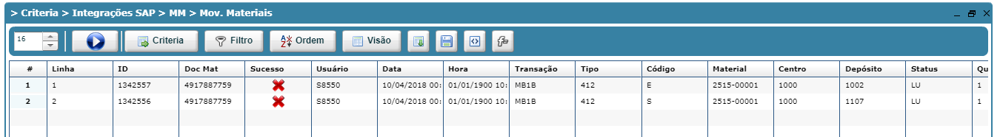 > Criteria > Integrações SAP > MM > Mov. Materiais
16 Criteria Filtro Ordem Visão
# Linha ID Doc Mat Sucesso Usuário Data Hora Transação Tipo Código Material Centro Depósito Status Qu
1 1 1342557 4917887759 S8550 10/04/2018 00: 01/01/1900 10: MB1B 412 E 2515-00001 1000 1002 LU 1
2 2 1342556 4917887759 S8550 10/04/2018 00: 01/01/1900 10: MB1B 412 S 2515-00001 1000 1107 LU 1